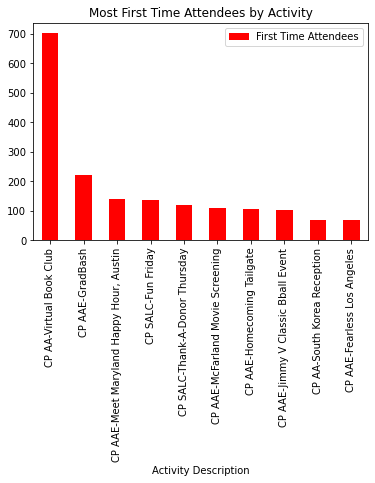 Most First Time Attendees by Activity
First Time Attendees
700
600
500
400
300
200
100
0
CP AA-Virtual Book Club
CP AAE-GradBash
CP AAE-Meet Maryland Happy Hour, Austin
CP SALC-Fun Friday
CP SALC-Thank-A-Donor Thursday
CP AAE-McFarland Movie Screening
CP AAE-Homecoming Tailgate
CP AAE-Jimmy V Classic Bball Event
CP AA-South Korea Reception
CP AAE-Fearless Los Angeles
Activity Description